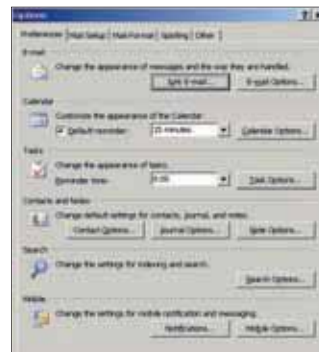 Options
Preferences | Mail Setup | Mail Format | Spelling | Other
E-mail
Change the appearance of messages and the way they are handled.
Junk E-mail... E-mail Options...
Calendar
Customize the appearance of the Calendar.
Default reminder: 15 minutes Calendar Options...
Tasks
Change the appearance of tasks.
Reminder time: Task Options...
Contacts and Notes
Change default settings for contacts, journal, and notes.
Contact Options... Journal Options... Note Options...
Search
Change the settings for indexing and search.
Search Options...
Mobile
Change the settings for mobile notification and messaging.
Notifications... Mobile Options...